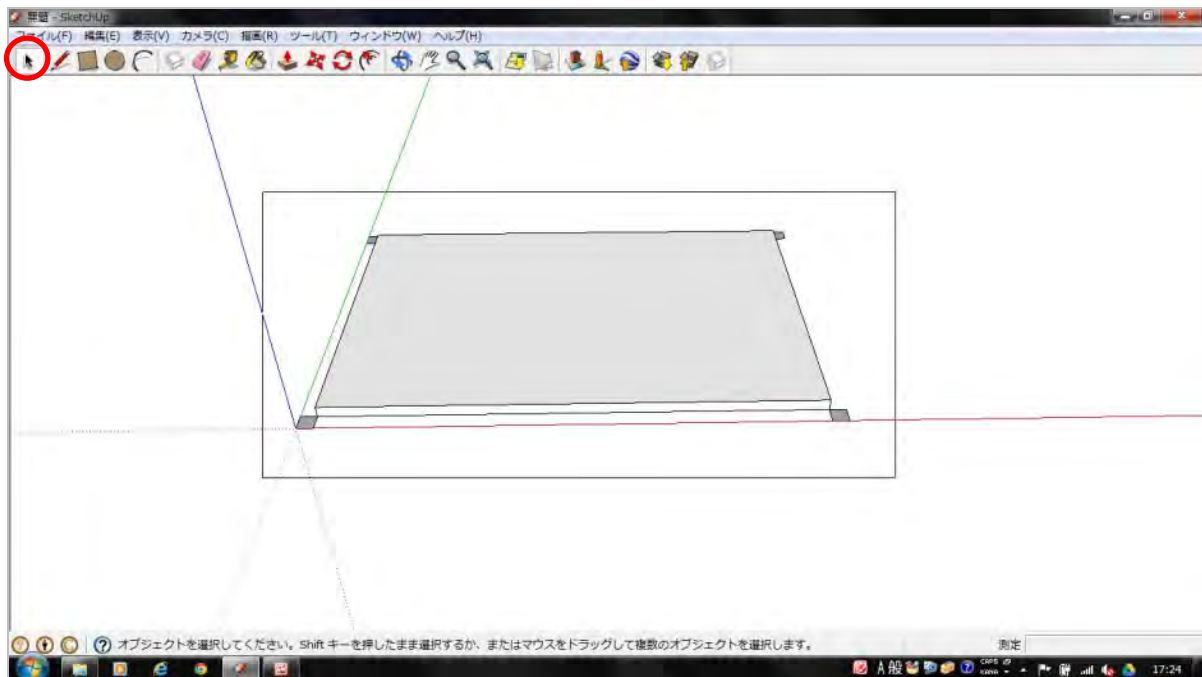 無題 - SketchUp
ファイル(F) 編集(E) 表示(V) カメラ(C) 描画(R) ツール(T) ウィンドウ(W) ヘルプ(H)
オブジェクトを選択してください。Shift キーを押したまま選択するか、またはマウスをドラッグして複数のオブジェクトを選択します。
測定
A 般 CAPS
KANA
17:24